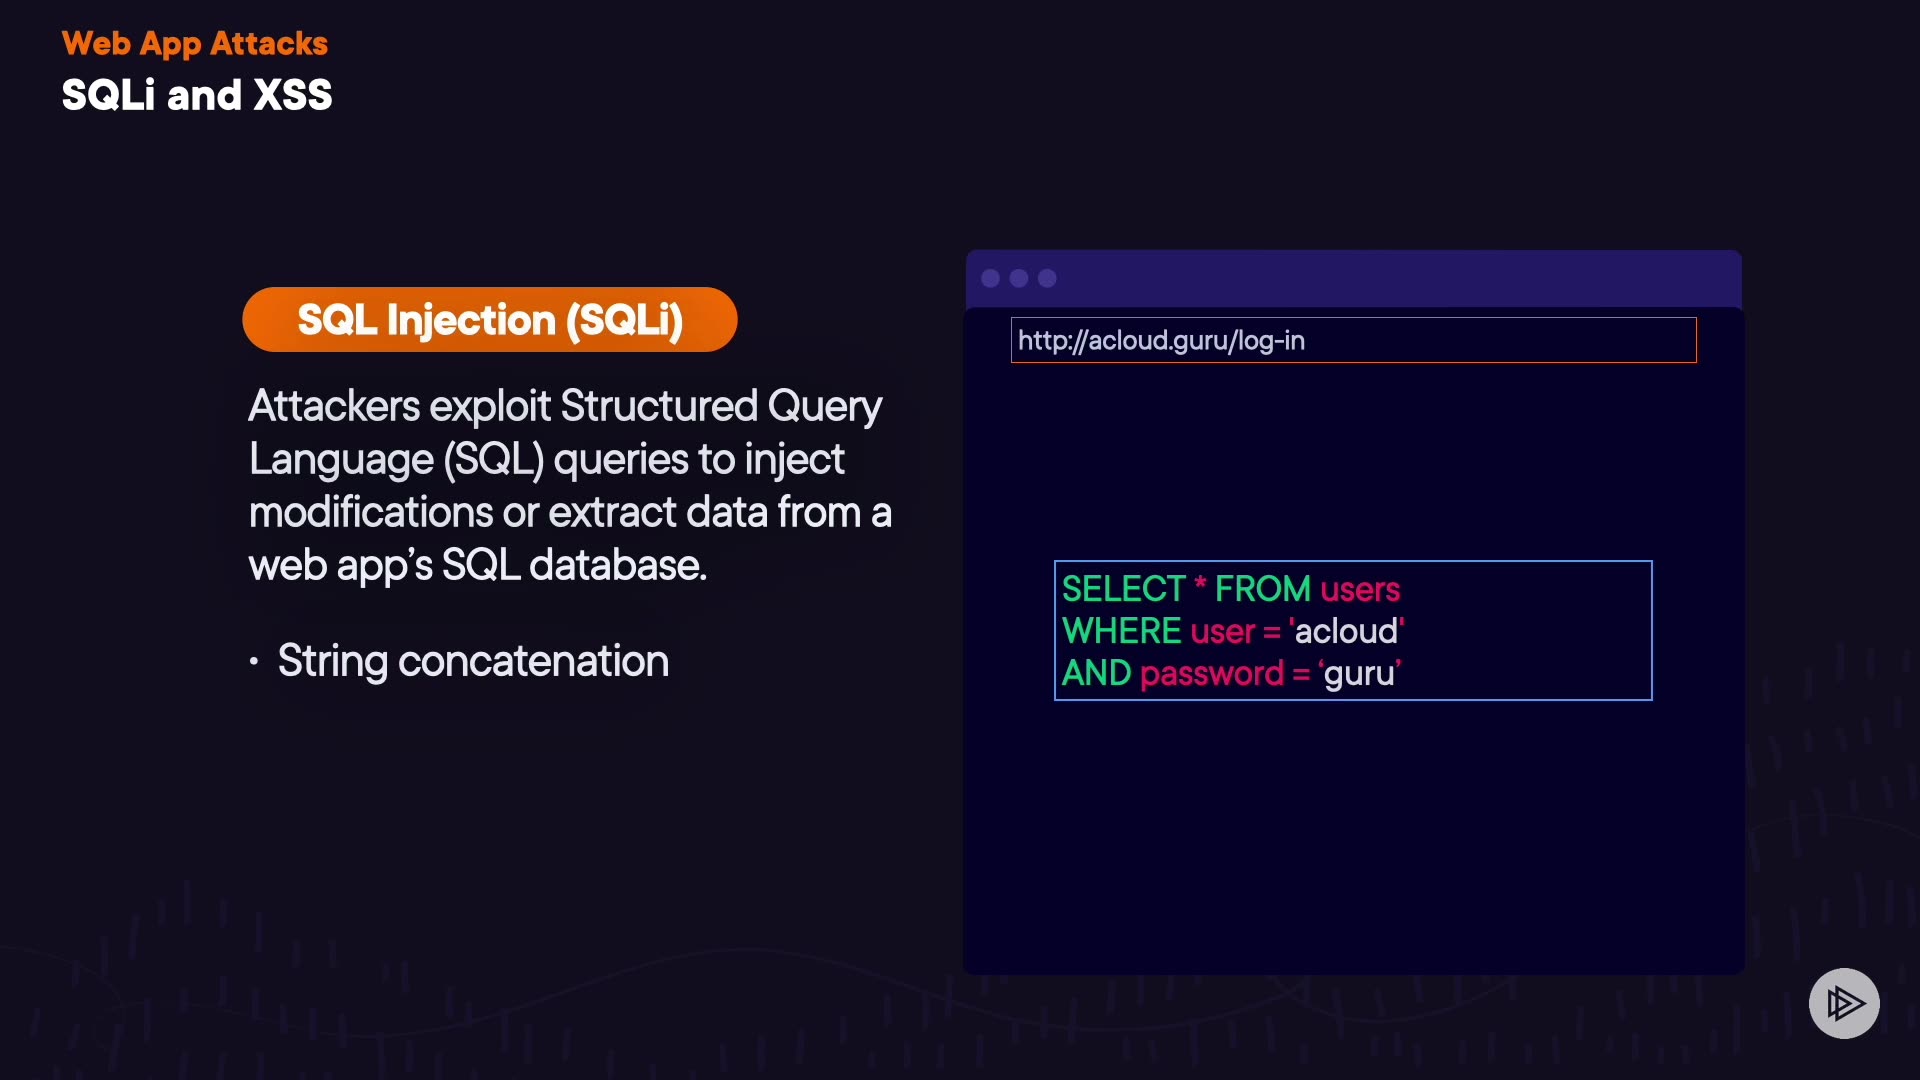 Web App Attacks
SQLi and XSS
SQL Injection (SQLi)
Attackers exploit Structured Query
Language (SQL) queries to inject
modifications or extract data from a
web app’s SQL database.
• String concatenation
http://acloud.guru/log-in
SELECT * FROM users
WHERE user = 'acloud'
AND password = ‘guru’